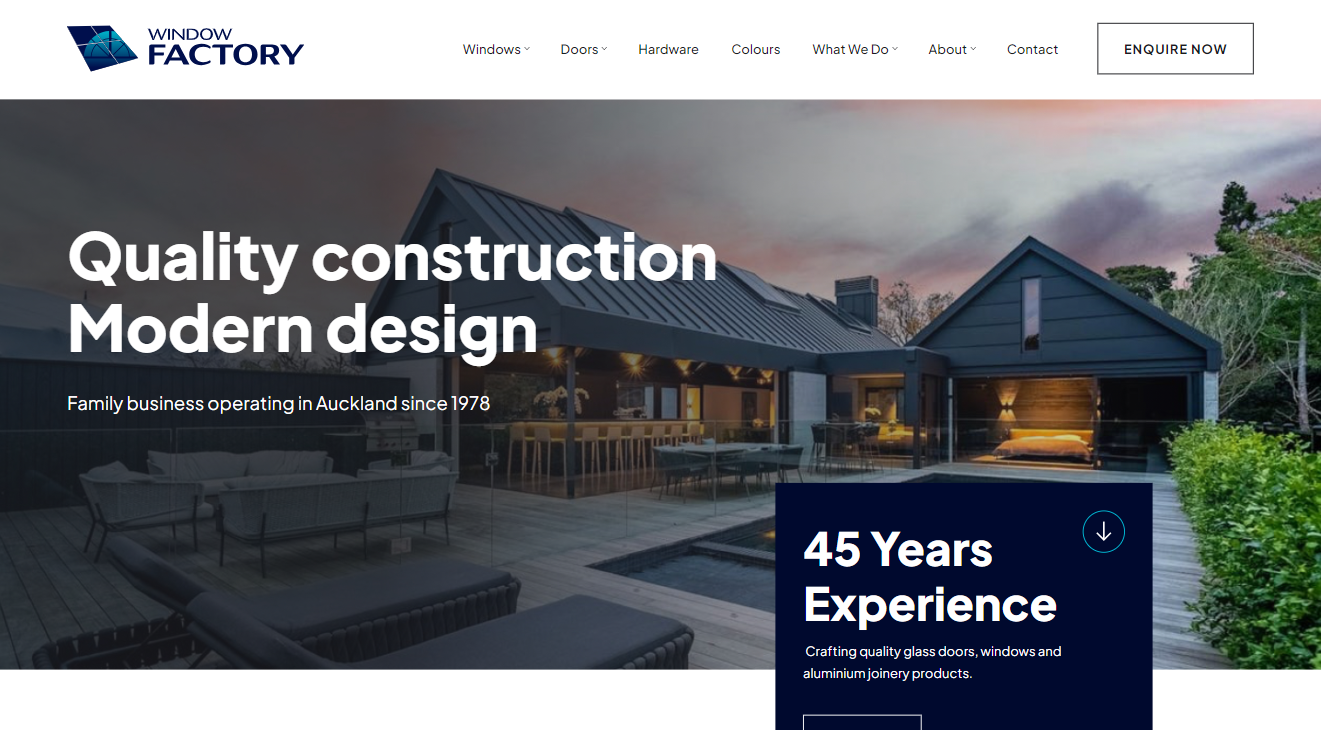 WINDOW
FACTORY
Windows
Doors
Hardware
Colours
What We Do
About
Contact
ENQUIRE NOW
Quality construction
Modern design
Family business operating in Auckland since 1978
45 Years
Experience
Crafting quality glass doors, windows and
aluminium joinery products.